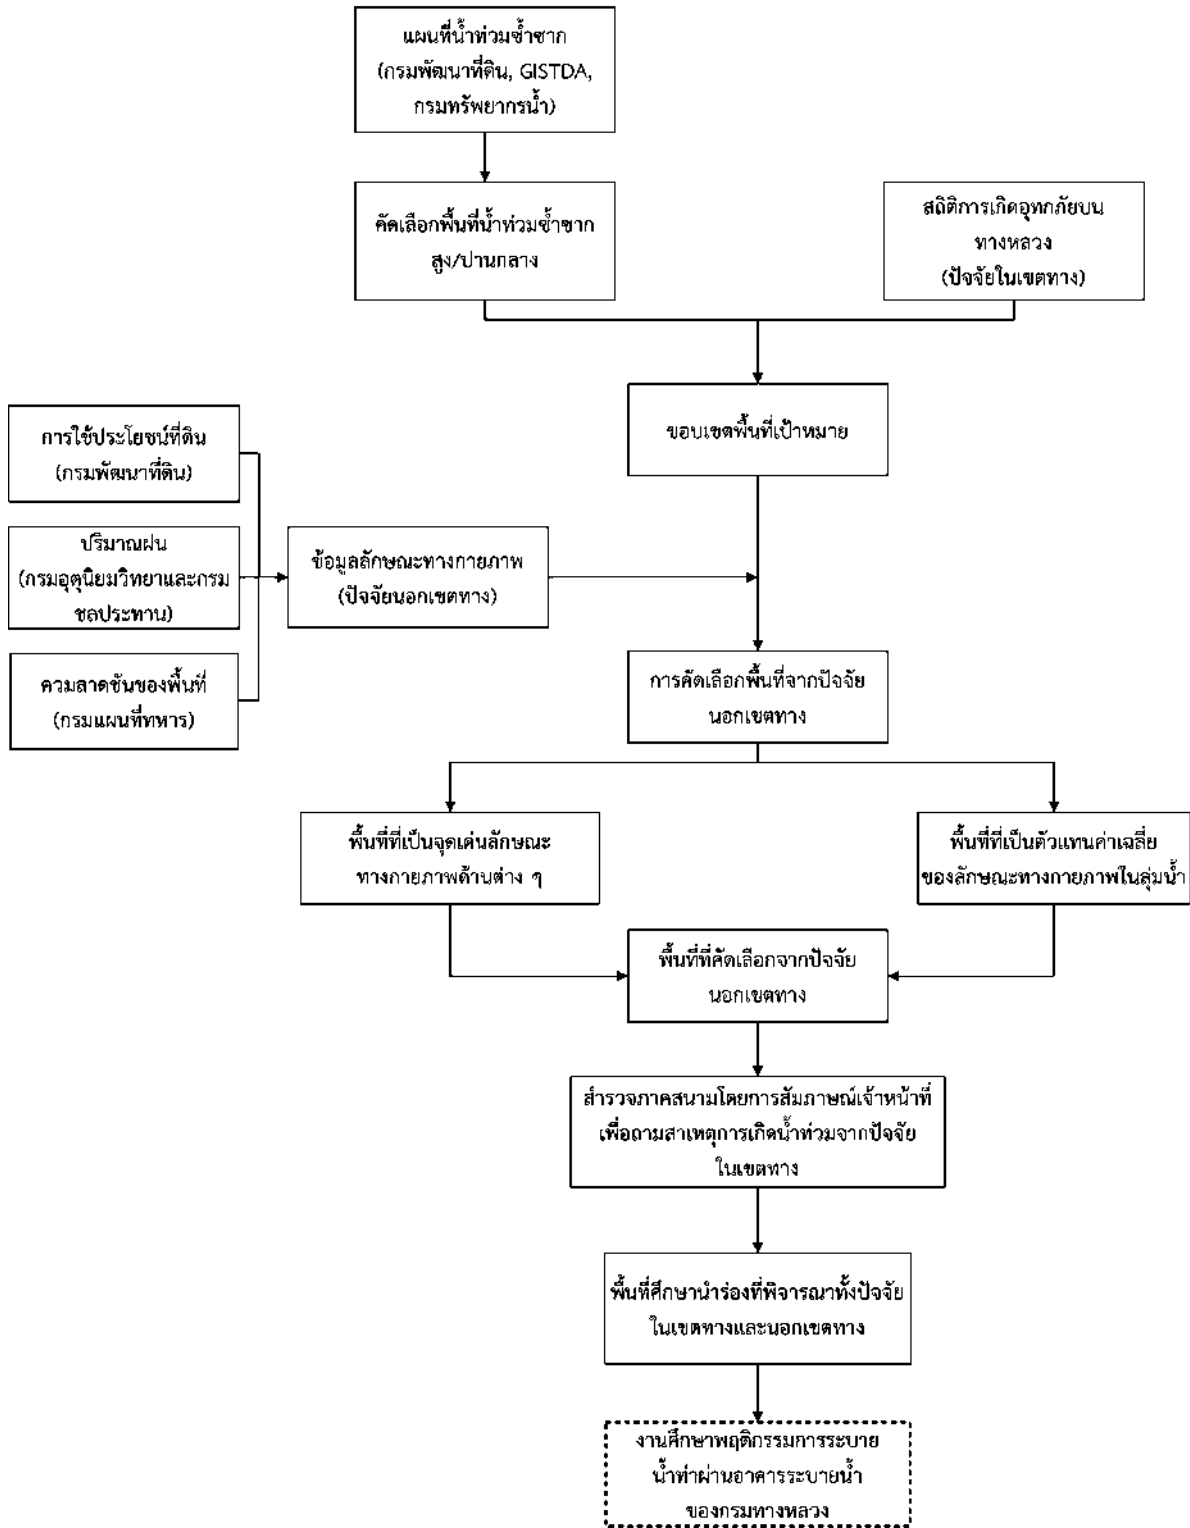 แผนที่น้ำท่วมซ้ำซาก
(กรมพัฒนาที่ดิน, GISTDA,
กรมทรัพยากรน้ำ)
คัดเลือกพื้นที่น้ำท่วมซ้ำซาก
สูง/ปานกลาง
สถิติการเกิดอุทกภัยบน
ทางหลวง
(ปัจจัยในเขตทาง)
ขอบเขตพื้นที่เป้าหมาย
การใช้ประโยชน์ที่ดิน
(กรมพัฒนาที่ดิน)
ปริมาณฝน
(กรมอุตุนิยมวิทยาและกรม
ชลประทาน)
ความลาดชันของพื้นที่
(กรมแผนที่ทหาร)
ข้อมูลลักษณะทางกายภาพ
(ปัจจัยนอกเขตทาง)
การคัดเลือกพื้นที่จากปัจจัย
นอกเขตทาง
พื้นที่ที่เป็นจุดเด่นลักษณะ
ทางกายภาพด้านต่าง ๆ
พื้นที่ที่เป็นตัวแทนค่าเฉลี่ย
ของลักษณะทางกายภาพในลุ่มน้ำ
พื้นที่ที่คัดเลือกจากปัจจัย
นอกเขตทาง
สำรวจภาคสนามโดยการสัมภาษณ์เจ้าหน้าที่
เพื่อถามสาเหตุการเกิดน้ำท่วมจากปัจจัย
ในเขตทาง
พื้นที่ศึกษานำร่องที่พิจารณาทั้งปัจจัย
ในเขตทางและนอกเขตทาง
งานศึกษาพฤติกรรมการระบาย
น้ำท่าผ่านอาคารระบายน้ำ
ของกรมทางหลวง